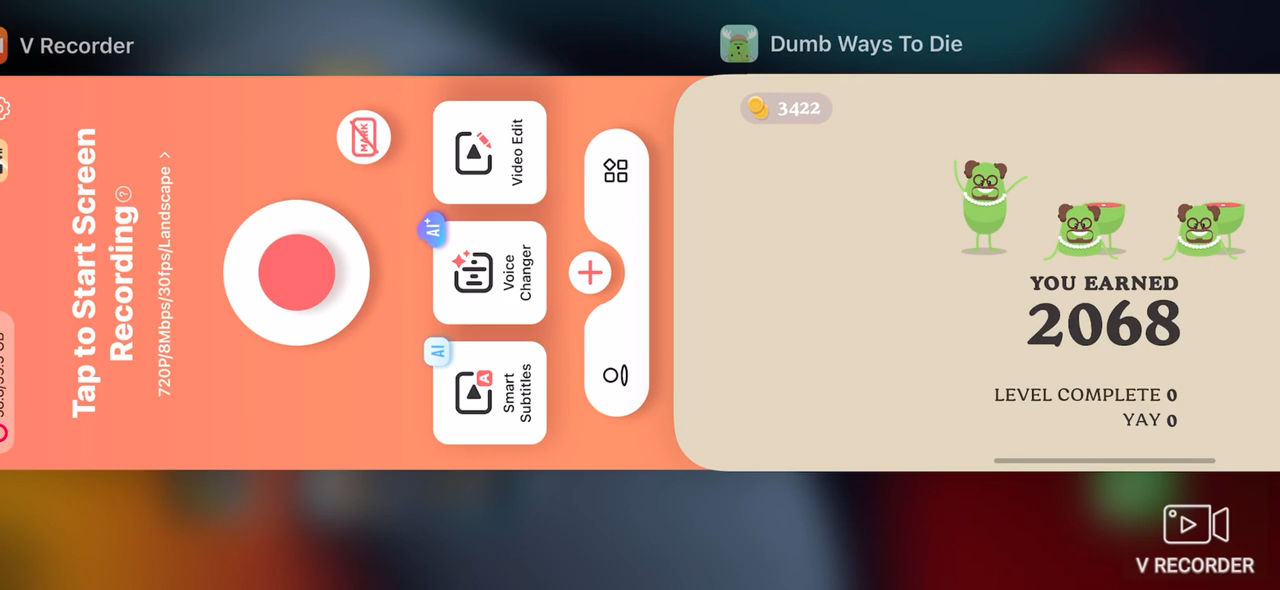 V Recorder
Dumb Ways To Die
Tap to Start Screen
Recording ?
720P/8Mbps/30fps/Landscape >
MARK
Video Edit
AI
Voice
Changer
AI
A
Smart
Subtitles
3422
YOU EARNED
2068
LEVEL COMPLETE 0
YAY 0
V RECORDER